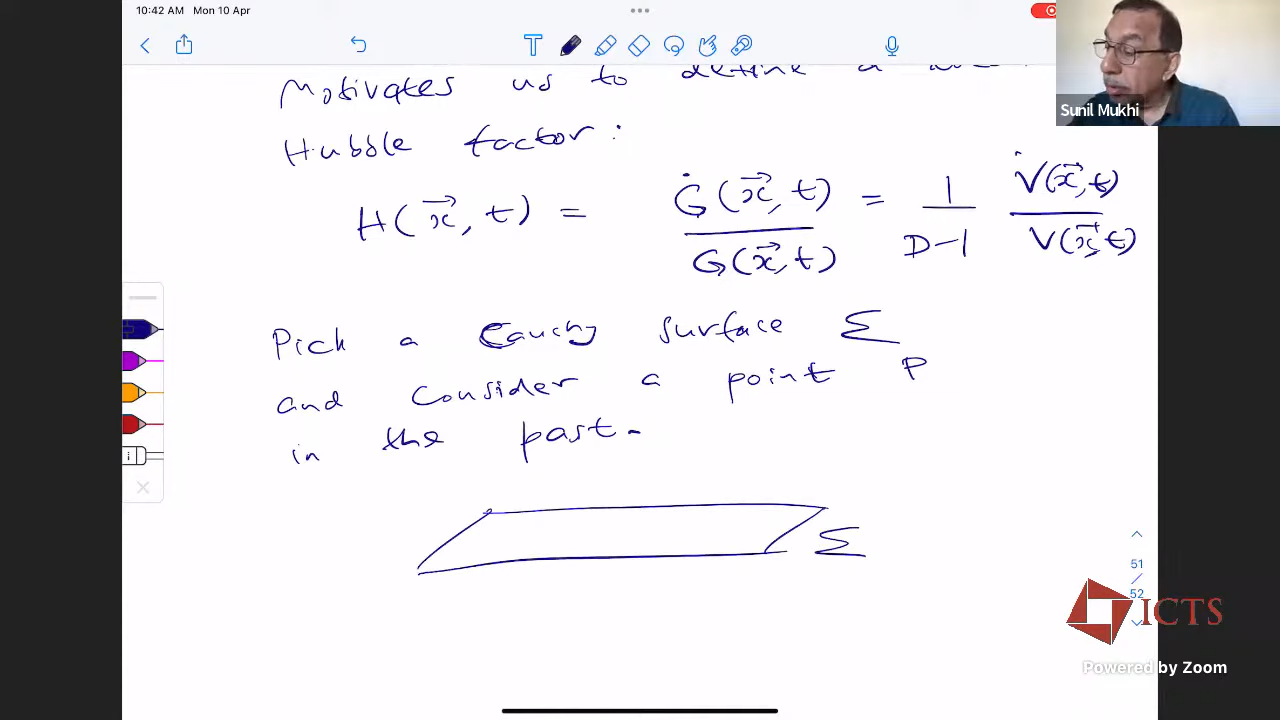 10:42 AM Mon 10 Apr
Motivates us to define a
Sunil Mukhi
Hubble factor:
H(x⃗, t) = Ġ(x⃗, t) / G(x⃗, t) = 1 / D-1 V̇(x⃗, t) / V(x⃗, t)
Pick a Cauchy surface Σ
and consider a point P
in the past.
Σ
51
/
52
ICTS
Powered by Zoom